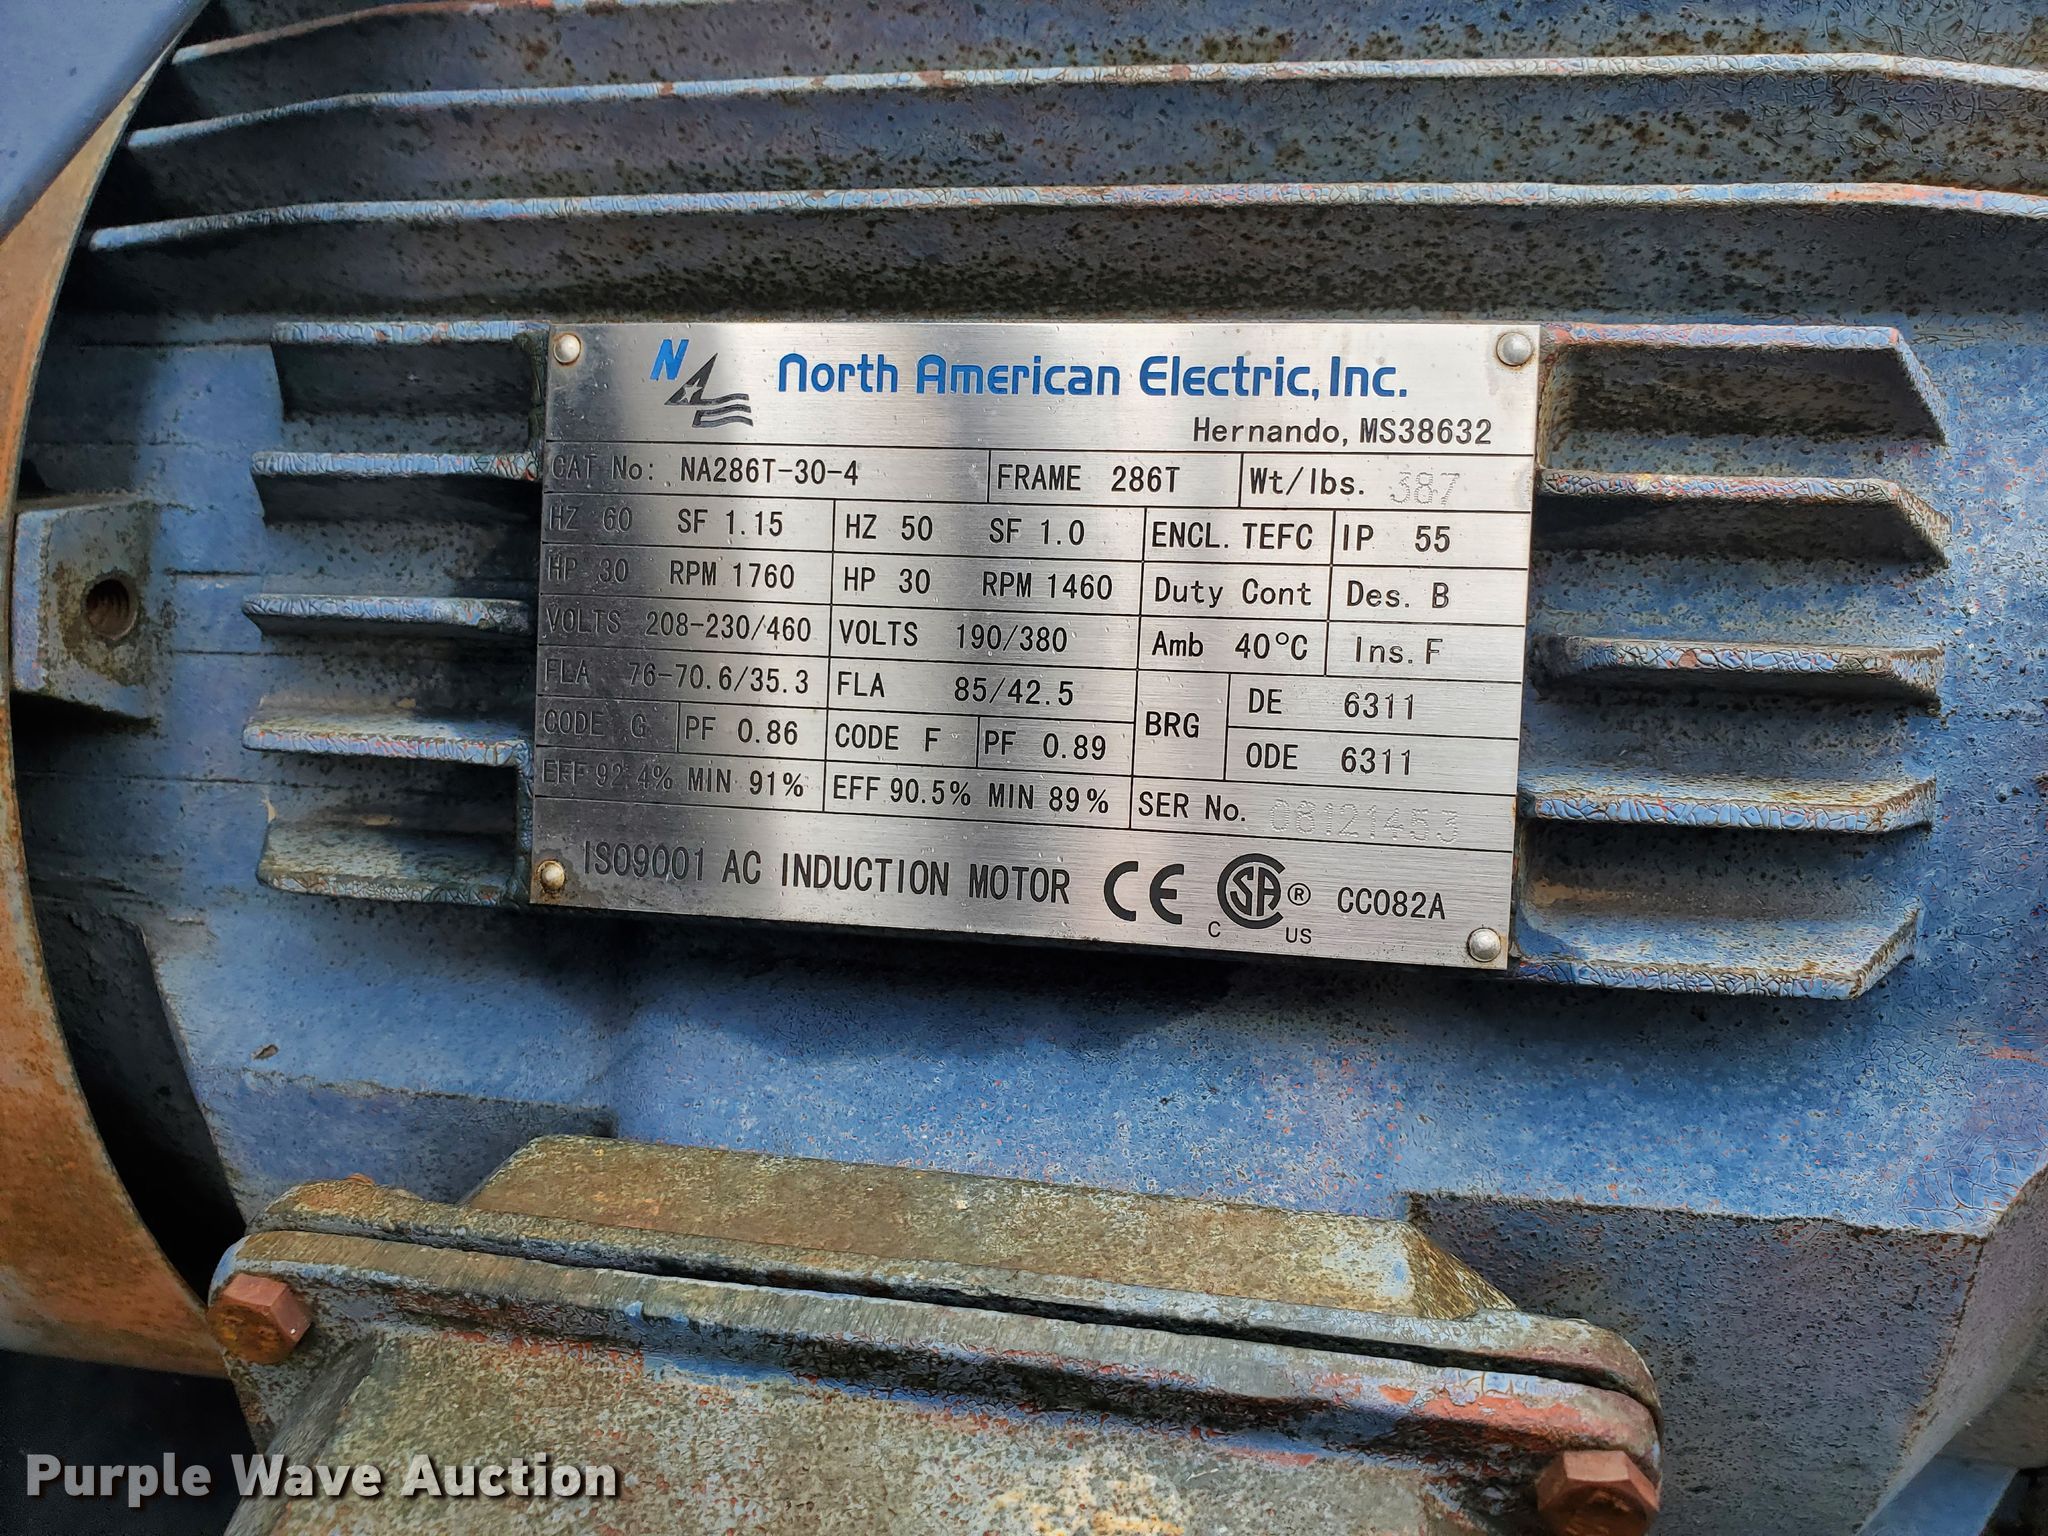 NAE
North American Electric, Inc.
Hernando, MS38632
CAT No: NA286T-30-4 FRAME 286T Wt/lbs. 387
HZ 60 SF 1.15 HZ 50 SF 1.0 ENCL. TEFC IP 55
HP 30 RPM 1760 HP 30 RPM 1460 Duty Cont Des. B
VOLTS 208-230/460 VOLTS 190/380 Amb 40°C Ins. F
FLA 76-70.6/35.3 FLA 85/42.5 BRG DE 6311
CODE G PF 0.86 CODE F PF 0.89 ODE 6311
EFF 92.4% MIN 91% EFF 90.5% MIN 89% SER No. 08121453
ISO9001 AC INDUCTION MOTOR CE C SA ® US CC082A
Purple Wave Auction